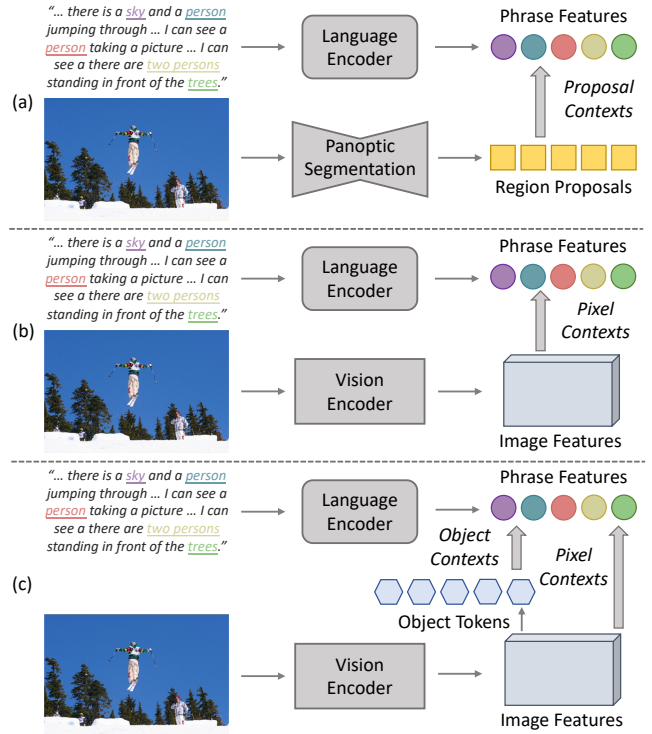 "... there is a sky and a person
jumping through ... I can see a
person taking a picture ... I can
see a there are two persons
standing in front of the trees."
Language
Encoder
Phrase Features
Proposal
Contexts
(a)
Panoptic
Segmentation
Region Proposals
"... there is a sky and a person
jumping through ... I can see a
person taking a picture ... I can
see a there are two persons
standing in front of the trees."
Language
Encoder
Phrase Features
Pixel
Contexts
(b)
Vision
Encoder
Image Features
"... there is a sky and a person
jumping through ... I can see a
person taking a picture ... I can
see a there are two persons
standing in front of the trees."
Language
Encoder
Phrase Features
Object
Contexts
Pixel
Contexts
(c)
Object Tokens
Vision
Encoder
Image Features